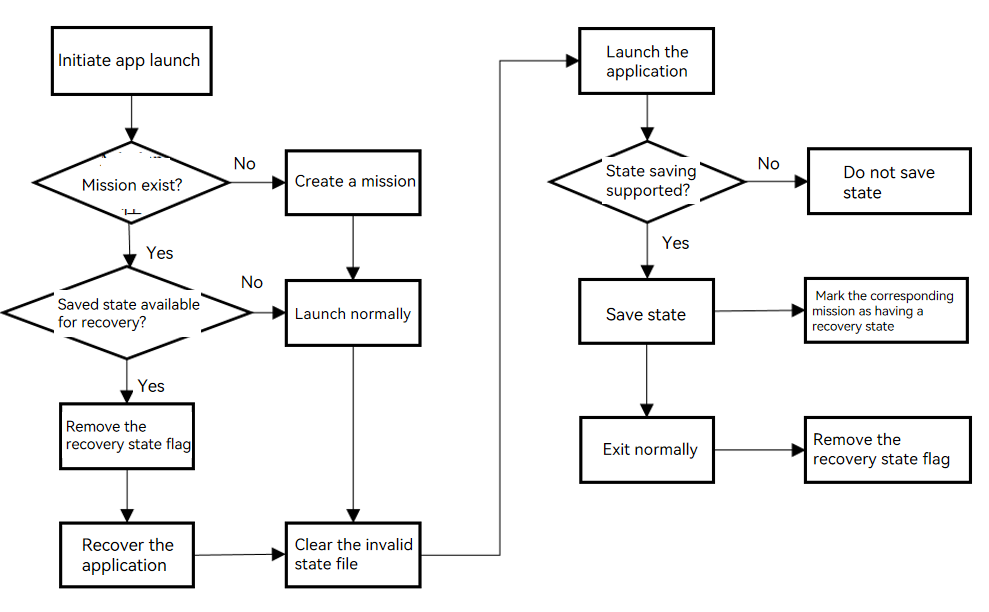 Initiate app launch
Mission exist?
No
Create a mission
Yes
Saved state available
for recovery?
No
Launch normally
Yes
Remove the
recovery state flag
Recover the
application
Clear the invalid
state file
Launch the
application
State saving
supported?
No
Do not save
state
Yes
Save state
Mark the corresponding
mission as having a
recovery state
Exit normally
Remove the
recovery state flag